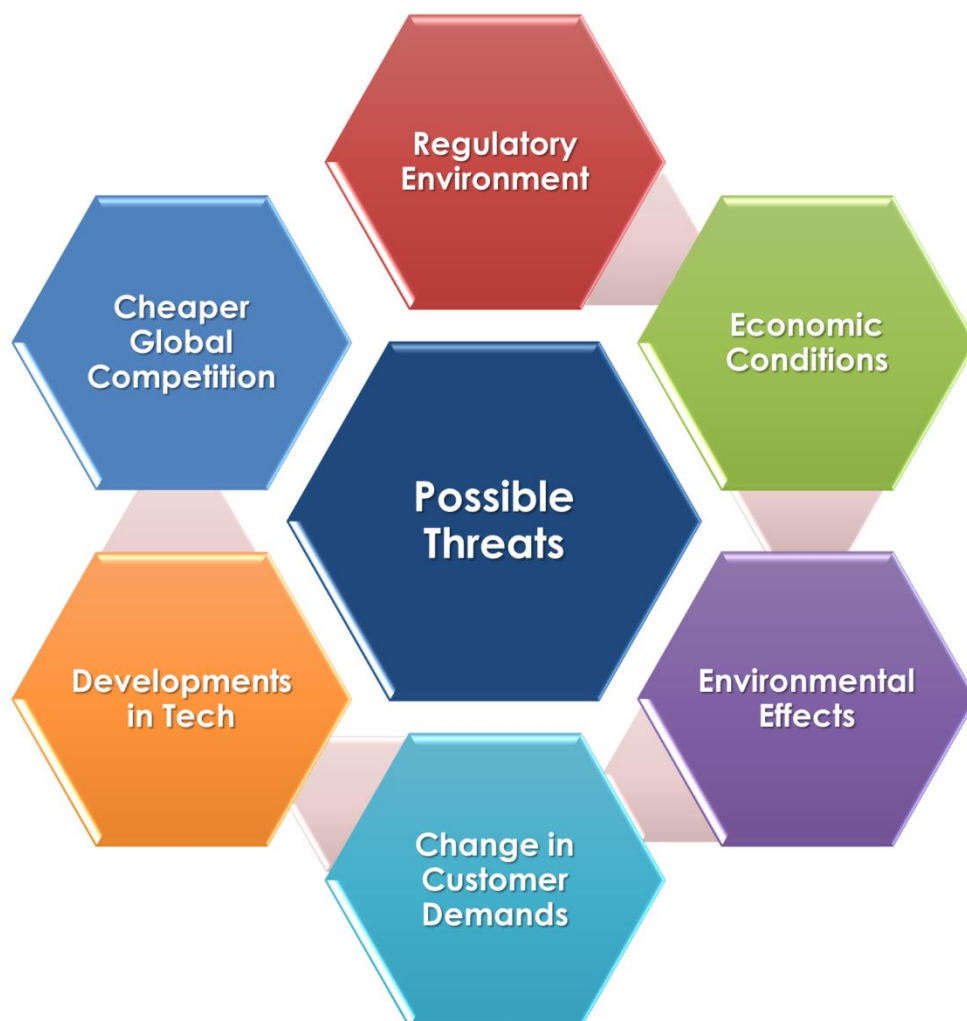 Regulatory
Environment
Economic
Conditions
Environmental
Effects
Change in
Customer
Demands
Developments
in Tech
Cheaper
Global
Competition
Possible
Threats